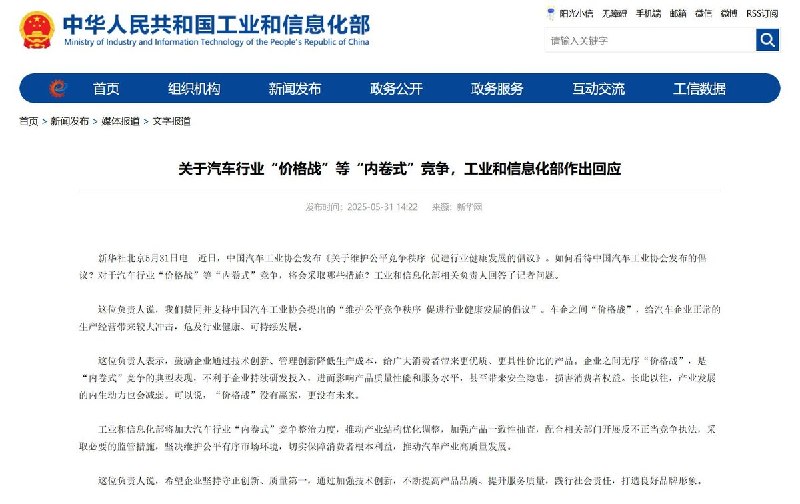 阳光小信 无障碍 手机端 邮箱 微信 微博 RSS订阅
中华人民共和国工业和信息化部
Ministry of Industry and Information Technology of the People's Republic of China
请输入关键字
首页 组织机构 新闻发布 政务公开 政务服务 互动交流 工信数据
首页 > 新闻发布 > 媒体报道 > 文字报道
关于汽车行业“价格战”等“内卷式”竞争，工业和信息化部作出回应
发布时间：2025-05-31 14:22 来源：新华网
新华社北京5月31日电 近日，中国汽车工业协会发布《关于维护公平竞争秩序 促进行业健康发展的倡议》。如何看待中国汽车工业协会发布的倡
议？对于汽车行业“价格战”等“内卷式”竞争，将会采取哪些措施？工业和信息化部相关负责人回答了记者问题。
这位负责人说，我们赞同并支持中国汽车工业协会提出的“维护公平竞争秩序 促进行业健康发展的倡议”。车企之间“价格战”，给汽车企业正常的
生产经营带来较大冲击，危及行业健康、可持续发展。
这位负责人表示，鼓励企业通过技术创新、管理创新降低生产成本，给广大消费者带来更优质、更具性价比的产品。企业之间无序“价格战”，是
“内卷式”竞争的典型表现，不利于企业持续研发投入，进而影响产品质量性能和服务水平，甚至带来安全隐患，损害消费者权益。长此以往，产业发展
的内生动力也会减弱。可以说，“价格战”没有赢家，更没有未来。
工业和信息化部将加大汽车行业“内卷式”竞争整治力度，推动产业结构优化调整，加强产品一致性抽查，配合相关部门开展反不正当竞争执法，采
取必要的监管措施，坚决维护公平有序市场环境，切实保障消费者根本利益，推动汽车产业高质量发展。
这位负责人说，希望企业坚持守正创新、质量第一，通过加强技术创新，不断提高产品品质、提升服务质量，践行社会责任，打造良好品牌形象。